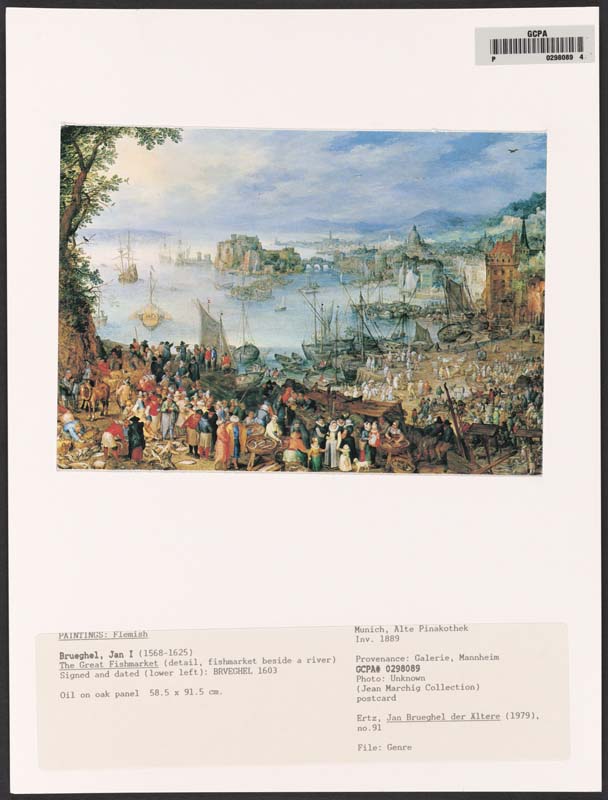 GCPA
P 0298089 4
PAINTINGS: Flemish
Brueghel, Jan I (1568-1625)
The Great Fishmarket (detail, fishmarket beside a river)
Signed and dated (lower left): BRVEGHEL 1603
Oil on oak panel 58.5 x 91.5 cm.
Munich, Alte Pinakothek
Inv. 1889
Provenance: Galerie, Mannheim
GCPA# 0298089
Photo: Unknown
(Jean Marchig Collection)
postcard
Ertz, Jan Brueghel der Ältere (1979),
no.91
File: Genre